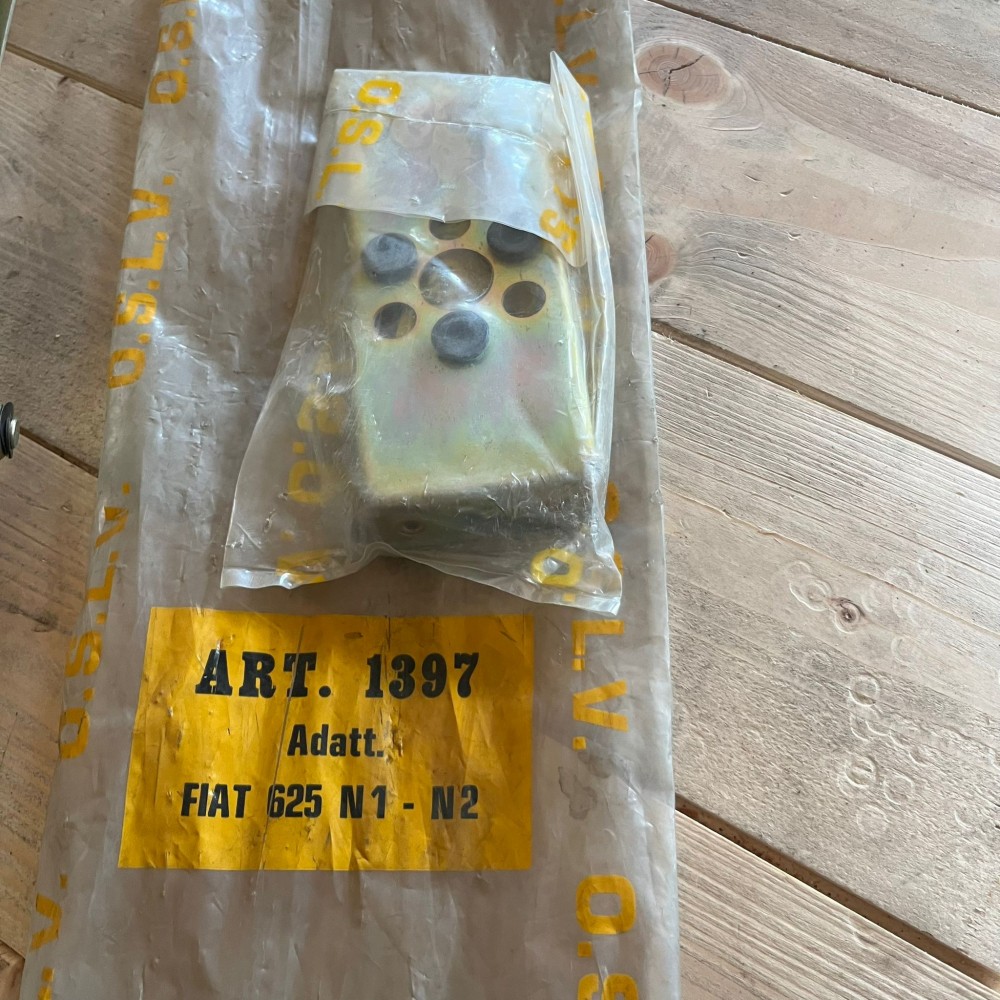 O.S.L.V.
O.S.L.V.
O.S.L.V.
O.S.L
ART. 1397
Adatt.
FIAT 625 N1 - N2
O.S